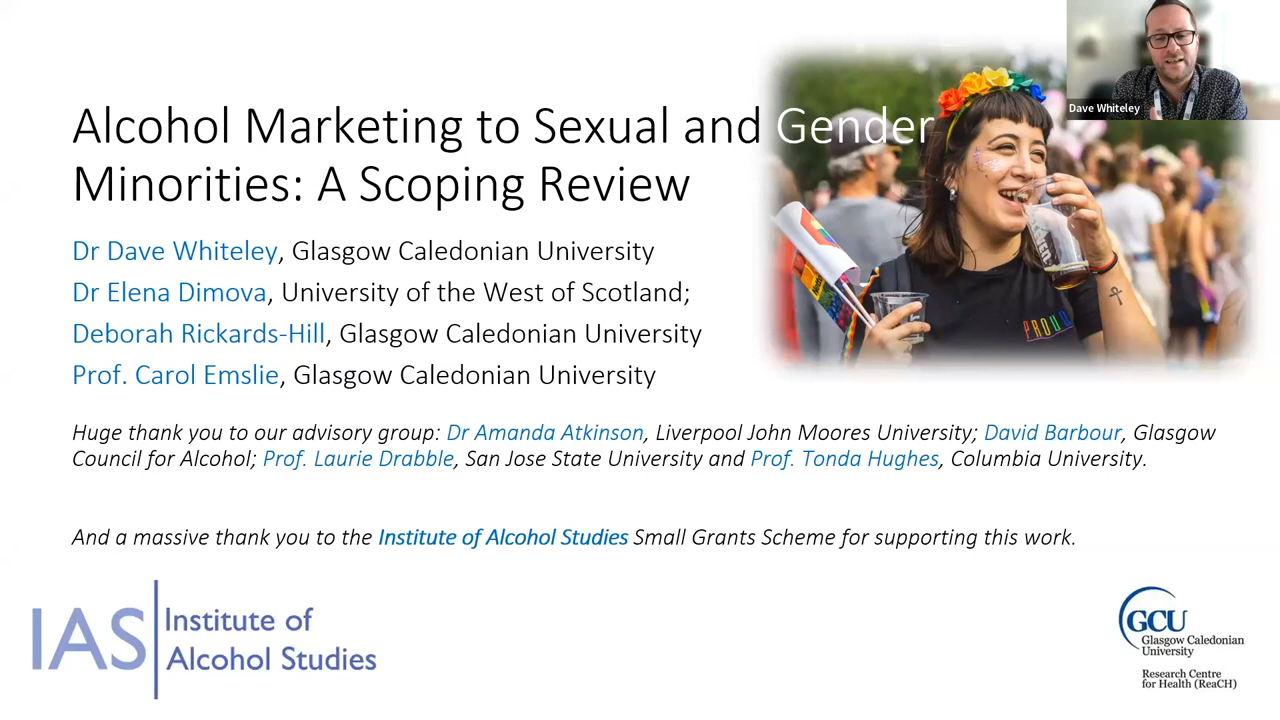 Dave Whiteley
Alcohol Marketing to Sexual and Gender
Minorities: A Scoping Review
Dr Dave Whiteley, Glasgow Caledonian University
Dr Elena Dimova, University of the West of Scotland;
Deborah Rickards-Hill, Glasgow Caledonian University
Prof. Carol Emslie, Glasgow Caledonian University
PROUD
Huge thank you to our advisory group: Dr Amanda Atkinson, Liverpool John Moores University; David Barbour, Glasgow
Council for Alcohol; Prof. Laurie Drabble, San Jose State University and Prof. Tonda Hughes, Columbia University.
And a massive thank you to the Institute of Alcohol Studies Small Grants Scheme for supporting this work.
IAS
Institute of
Alcohol Studies
GCU
Glasgow Caledonian
University
Research Centre
for Health (ReaCH)